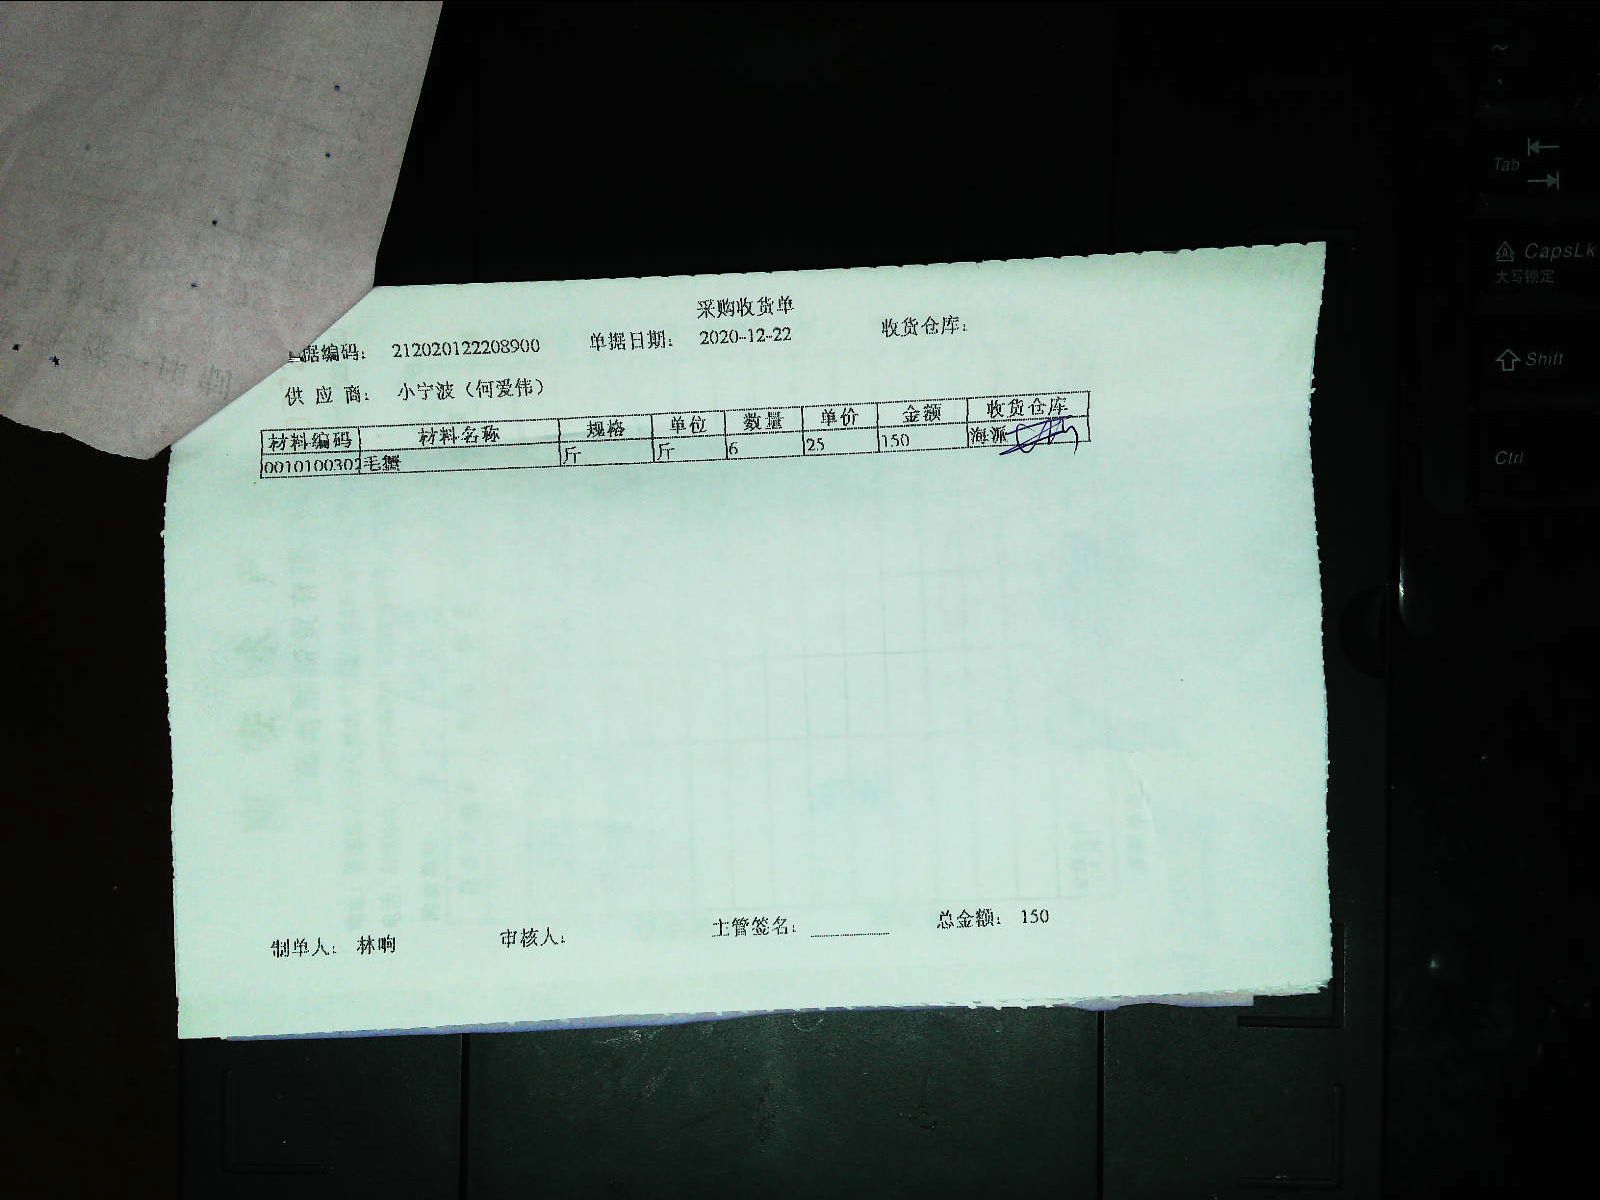 采购收货单
据编码： 212020122208900 单据日期： 2020-12-22 收货仓库：
供 应 商： 小宁波（何爱伟）
材料编码 材料名称 规格 单位 数量 单价 金额 收货仓库
0010100302 毛蟹 斤 斤 6 25 150 海派
制单人： 林响 审核人： 主管签名： 总金额： 150
~
Tab
CapsLk
大写锁定
Shift
Ctrl